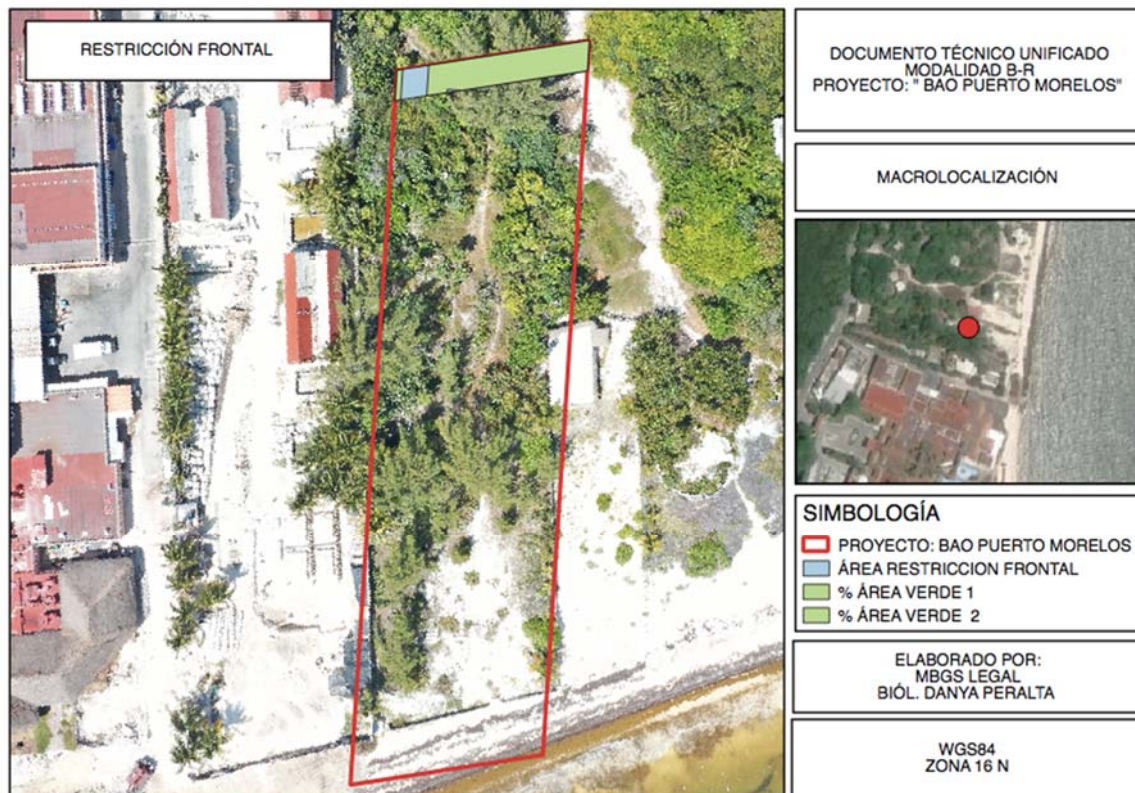 RESTRICCIÓN FRONTAL
DOCUMENTO TÉCNICO UNIFICADO
MODALIDAD B-R
PROYECTO: " BAO PUERTO MORELOS"
MACROLOCALIZACIÓN
SIMBOLOGÍA
PROYECTO: BAO PUERTO MORELOS
ÁREA RESTRICCION FRONTAL
% ÁREA VERDE 1
% ÁREA VERDE 2
ELABORADO POR:
MBGS LEGAL
BIÓL. DANYA PERALTA
WGS84
ZONA 16 N